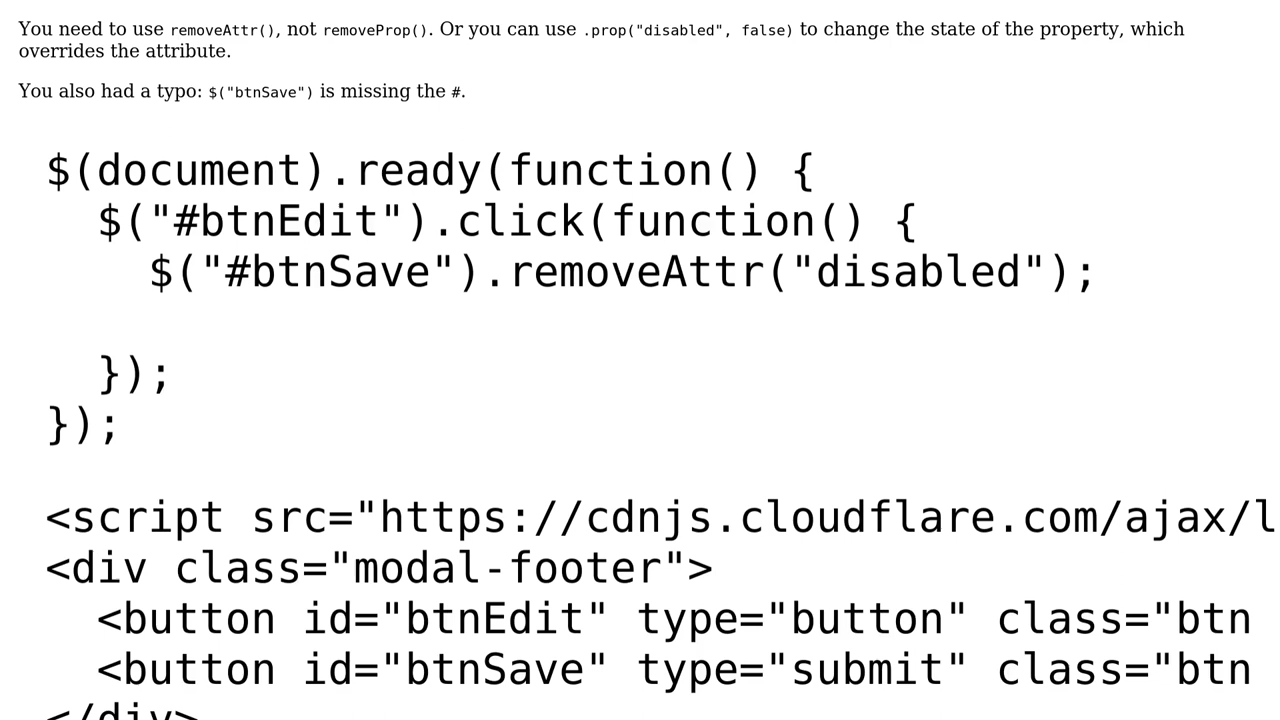 You need to use removeAttr(), not removeProp(). Or you can use .prop("disabled", false) to change the state of the property, which
overrides the attribute.
You also had a typo: $("btnSave") is missing the #.
$(document).ready(function() {
  $("#btnEdit").click(function() {
    $("#btnSave").removeAttr("disabled");
  });
});
<script src="https://cdnjs.cloudflare.com/ajax/l
<div class="modal-footer">
  <button id="btnEdit" type="button" class="btn
  <button id="btnSave" type="submit" class="btn
</div>